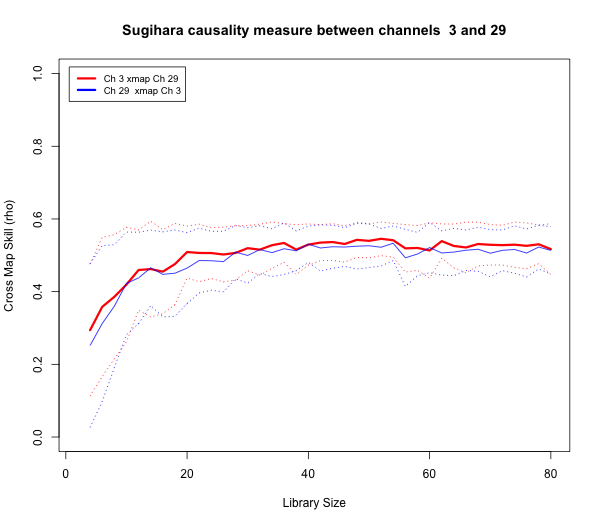 Sugihara causality measure between channels  3 and 29
Ch 3 xmap Ch 29
Ch 29  xmap Ch 3
Cross Map Skill (rho)
1.0
0.8
0.6
0.4
0.2
0.0
0 20 40 60 80
Library Size